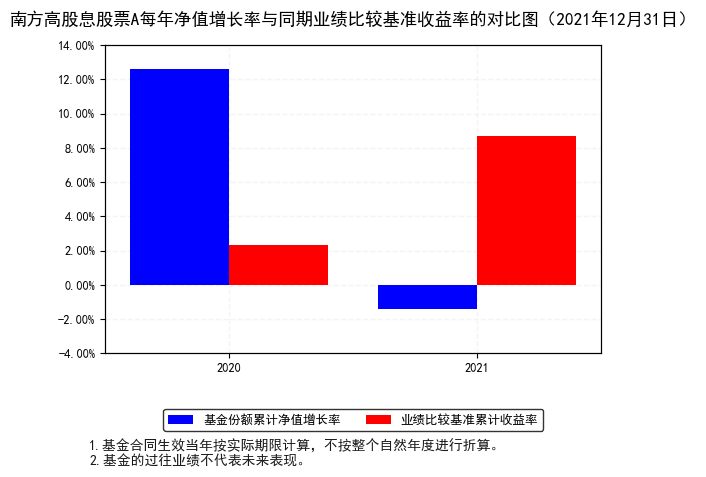 南方高股息股票A每年净值增长率与同期业绩比较基准收益率的对比图（2021年12月31日）
14.00%
12.00%
10.00%
8.00%
6.00%
4.00%
2.00%
0.00%
-2.00%
-4.00%
2020 2021
基金份额累计净值增长率 业绩比较基准累计收益率
1.基金合同生效当年按实际期限计算，不按整个自然年度进行折算。
2.基金的过往业绩不代表未来表现。